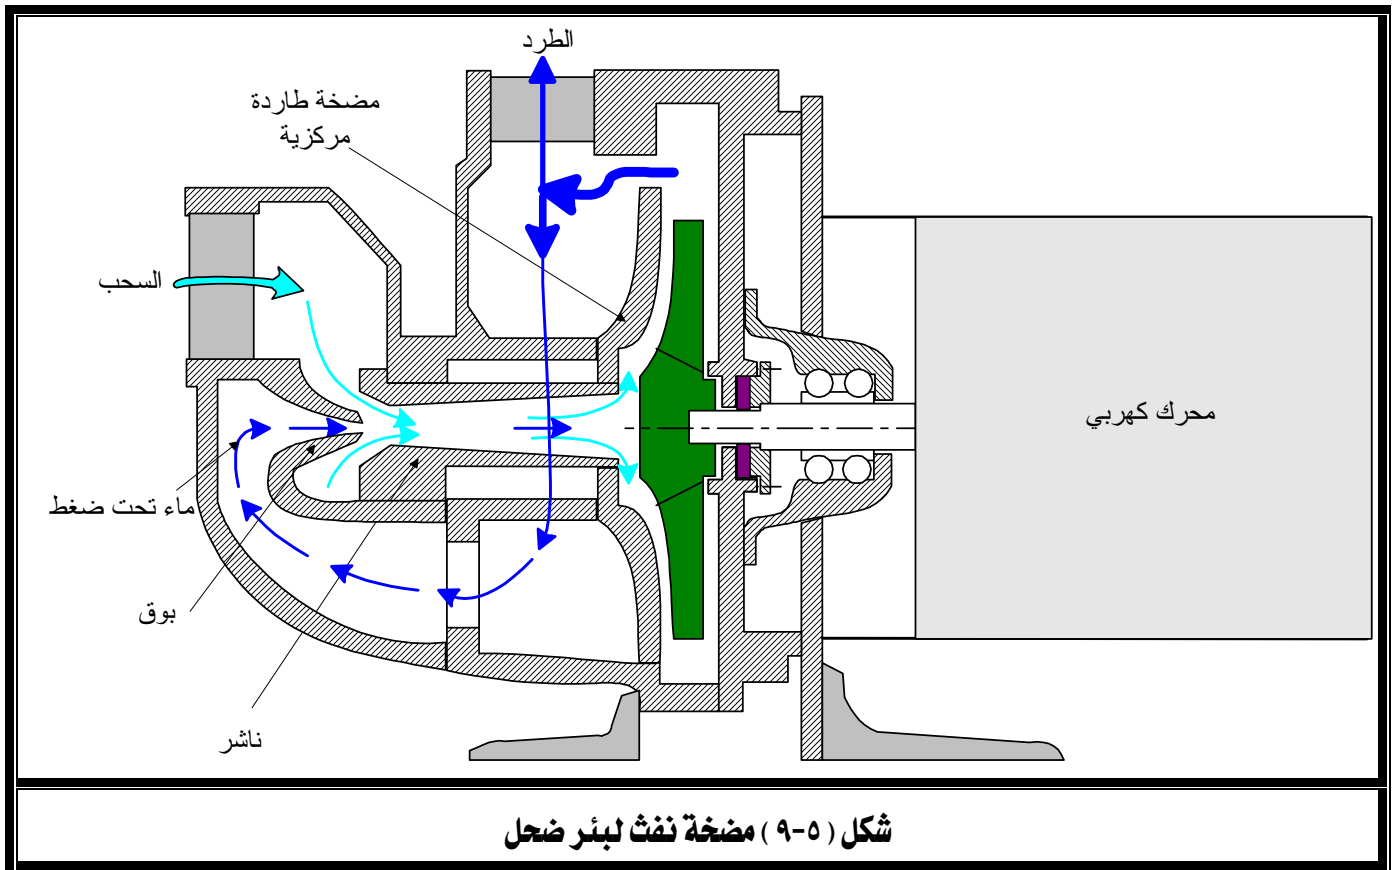 الطرد
مضخة طاردة
مركزية
السحب
محرك كهربي
ماء تحت ضغط
بوق
ناشر
شكل (٥-٩) مضخة نفث لبئر ضحل